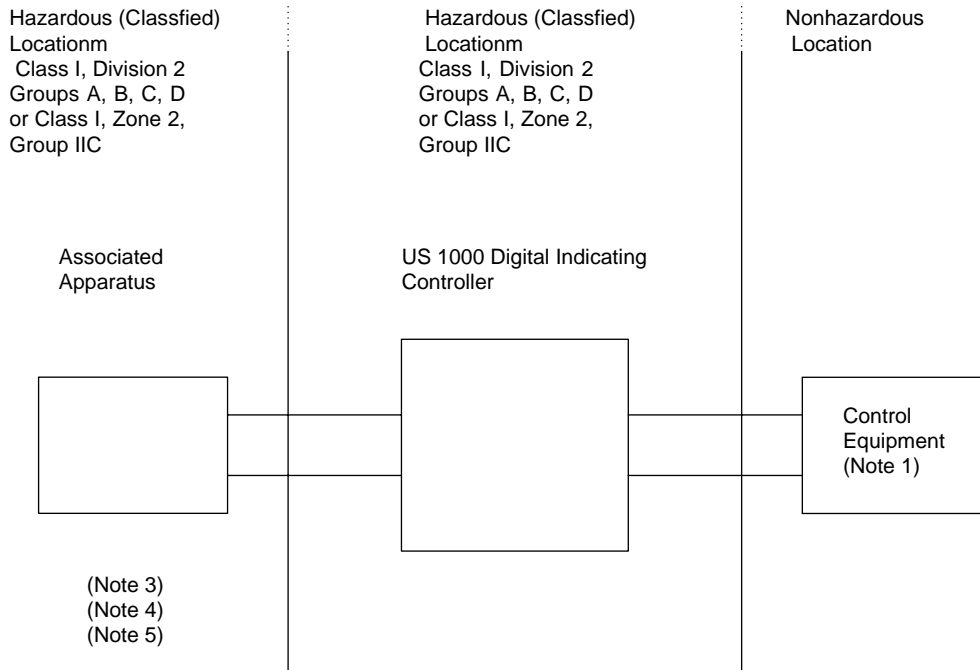 Hazardous (Classfied)
Locationm
Class I, Division 2
Groups A, B, C, D
or Class I, Zone 2,
Group IIC
Hazardous (Classfied)
Locationm
Class I, Division 2
Groups A, B, C, D
or Class I, Zone 2,
Group IIC
Nonhazardous
Location
Associated
Apparatus
US 1000 Digital Indicating
Controller
Control
Equipment
(Note 1)
(Note 3)
(Note 4)
(Note 5)